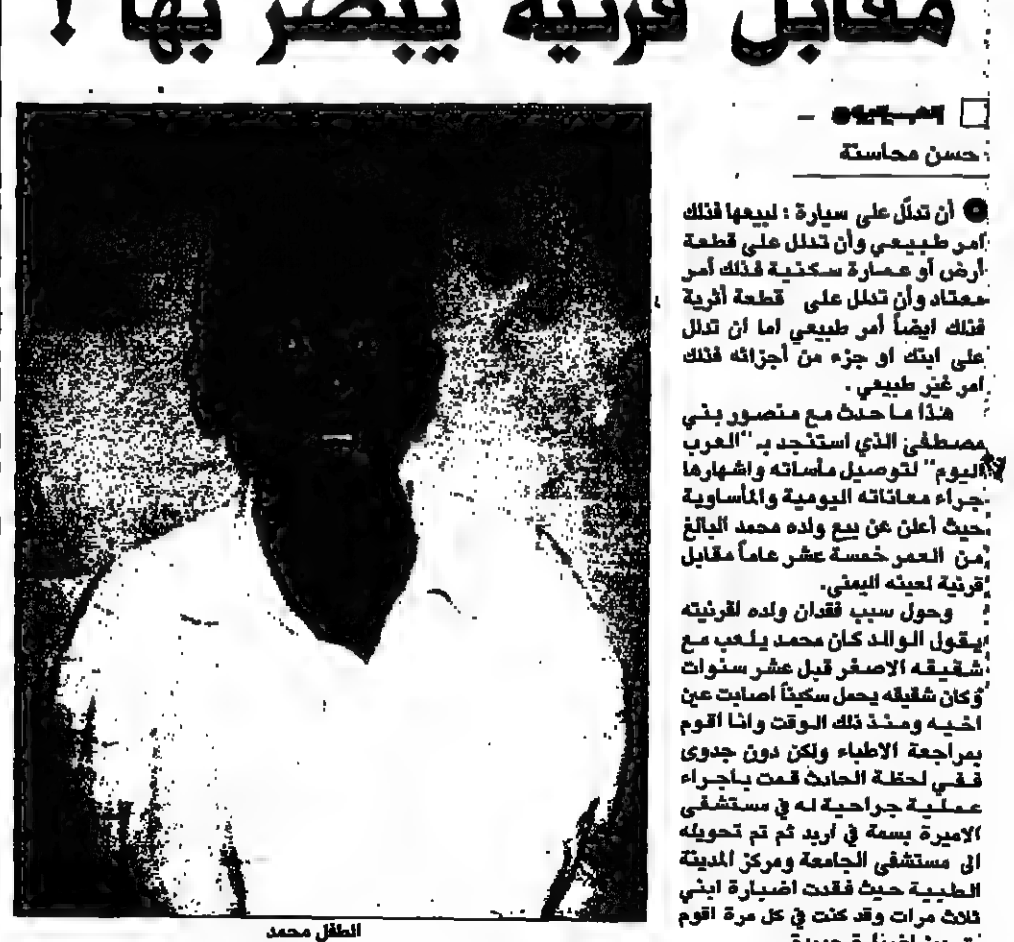 مقابل قرنية يبصر بها !
حسن محاسنة
أن تدلّل على سيارة ؛ لبيعها فذلك
أمر طبيعي وأن تدلل على قطعة
أرض أو عمارة سكنية فذلك أمر
معتاد وأن تدلل على قطعة أثرية
فذلك ايضاً أمر طبيعي اما ان تدلل
على ابنك او جزء من أجزائه فذلك
امر غير طبيعي .
هذا ما حدث مع منصور بني
مصطفى الذي استنجد بـ "العرب
اليوم" لتوصيل مأساته واشهارها
جراء معاناته اليومية والمأساوية
حيث أعلن عن بيع ولده محمد البالغ
من العمر خمسة عشر عاماً مقابل
قرنية لعينه اليمنى.
وحول سبب فقدان ولده لقرنيته
يقول الوالد كان محمد يلعب مع
شقيقه الاصغر قبل عشر سنوات
وكان شقيقه يحمل سكيناً اصابت عين
اخيه ومنذ ذلك الوقت وانا اقوم
بمراجعة الاطباء ولكن دون جدوى
ففي لحظة الحادث قمت بأجراء
عملية جراحية له في مستشفى
الاميرة بسمة في أربد ثم تم تحويله
الى مستشفى الجامعة ومركز المدينة
الطبية حيث فقدت اضبارة ابني
ثلاث مرات وقد كنت في كل مرة اقوم
الطفل محمد